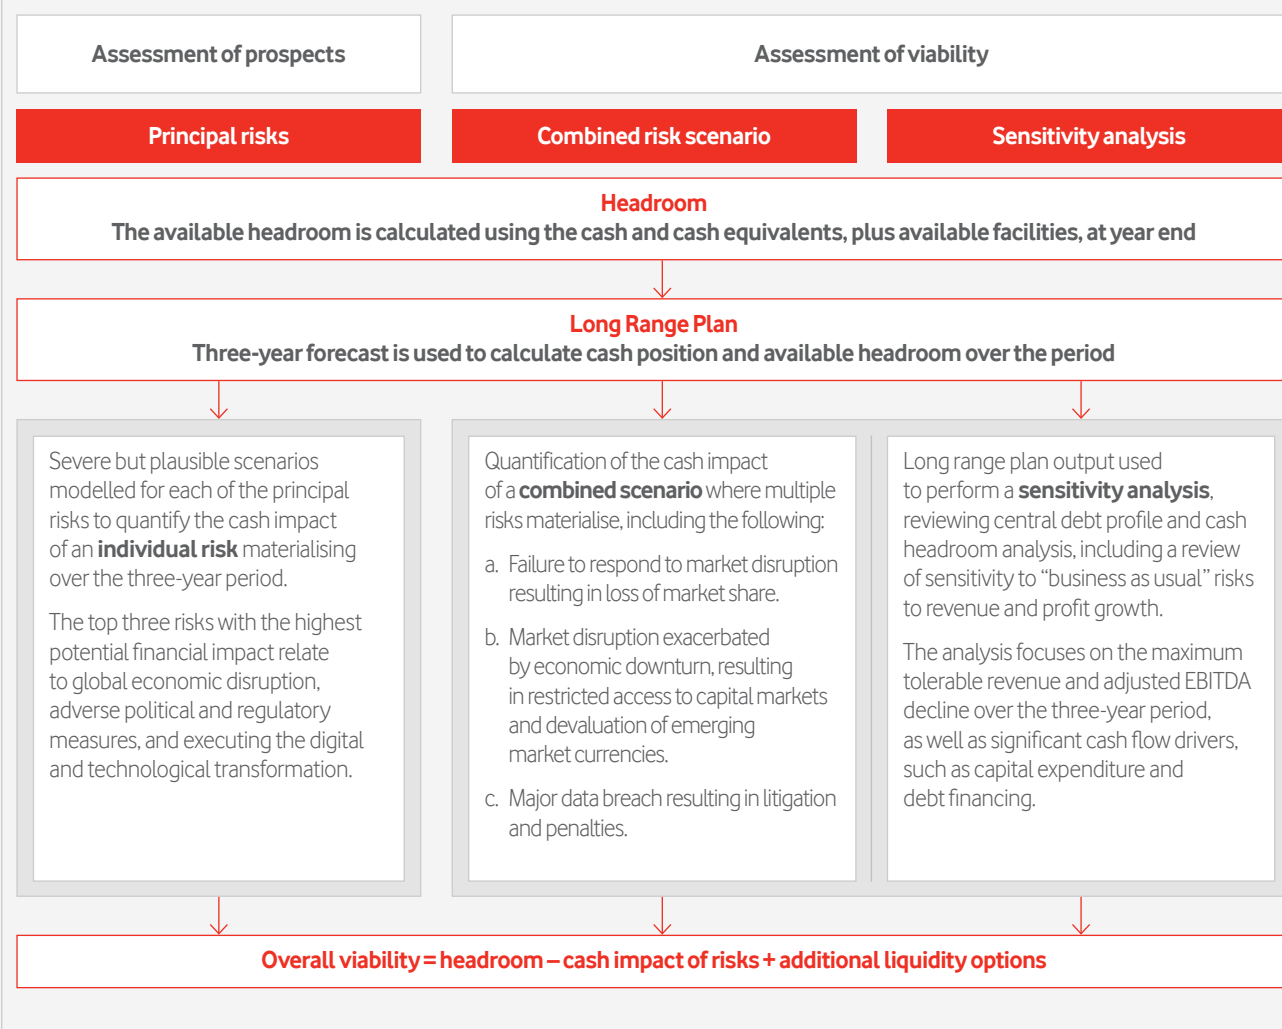 Assessment of prospects
Assessment of viability
Principal risks
Combined risk scenario
Sensitivity analysis
Headroom
The available headroom is calculated using the cash and cash equivalents, plus available facilities, at year end
Long Range Plan
Three-year forecast is used to calculate cash position and available headroom over the period
Severe but plausible scenarios
modelled for each of the principal
risks to quantify the cash impact
of an individual risk materialising
over the three-year period.
The top three risks with the highest
potential financial impact relate
to global economic disruption,
adverse political and regulatory
measures, and executing the digital
and technological transformation.
Quantification of the cash impact
of a combined scenario where multiple
risks materialise, including the following:
a. Failure to respond to market disruption
resulting in loss of market share.
b. Market disruption exacerbated
by economic downturn, resulting
in restricted access to capital markets
and devaluation of emerging
market currencies.
c. Major data breach resulting in litigation
and penalties.
Long range plan output used
to perform a sensitivity analysis,
reviewing central debt profile and cash
headroom analysis, including a review
of sensitivity to “business as usual” risks
to revenue and profit growth.
The analysis focuses on the maximum
tolerable revenue and adjusted EBITDA
decline over the three-year period,
as well as significant cash flow drivers,
such as capital expenditure and
debt financing.
Overall viability = headroom – cash impact of risks + additional liquidity options